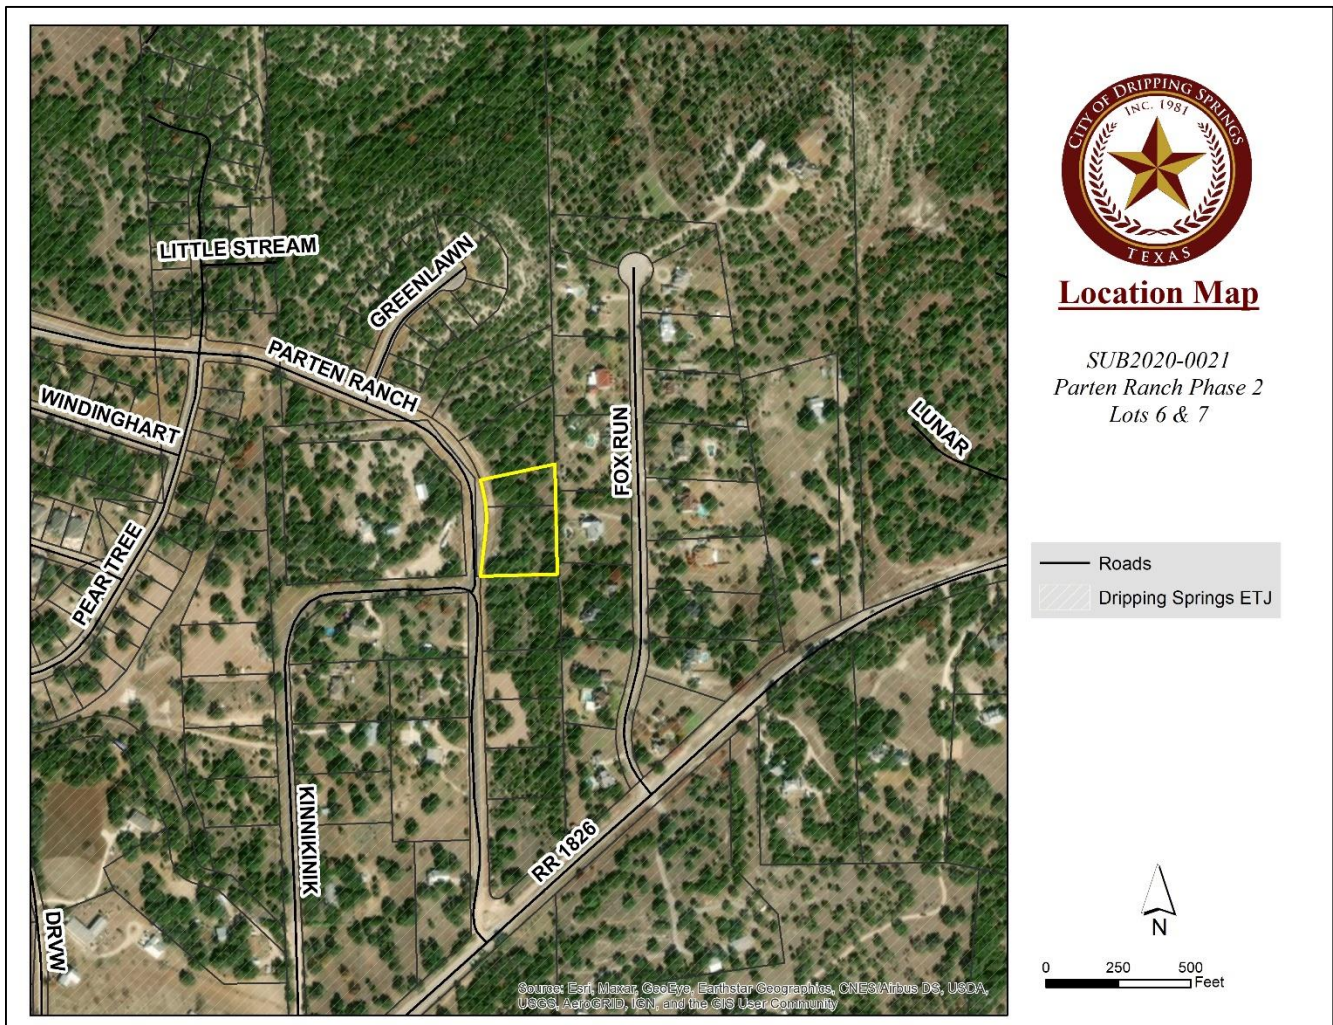 CITY OF DRIPPING SPRINGS
INC. 1981
TEXAS
Location Map
SUB2020-0021
Parten Ranch Phase 2
Lots 6 & 7
LITTLE STREAM
GREENLAWN
PARTEN RANCH
WINDINGHART
PEAR TREE
FOX RUN
LUNAR
KINNIKINIK
RR 1826
DRVW
Roads
Dripping Springs ETJ
N
0 250 500
Feet
Source: Esri, Maxar, GeoEye, Earthstar Geographics, CNES/Airbus DS, USDA,
USGS, AeroGRID, IGN, and the GIS User Community